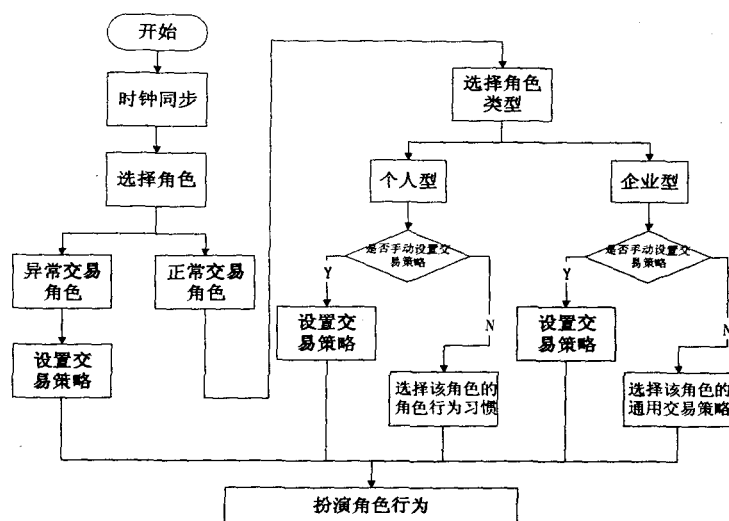 开始
时钟同步
选择角色
异常交易
角色
正常交易
角色
设置交
易策略
选择角色
类型
个人型
企业型
是否手动设置交
易策略
是否手动设置交
易策略
Y
N
Y
N
设置交
易策略
设置交
易策略
选择该角色的
角色行为习惯
选择该角色的
通用交易策略
扮演角色行为